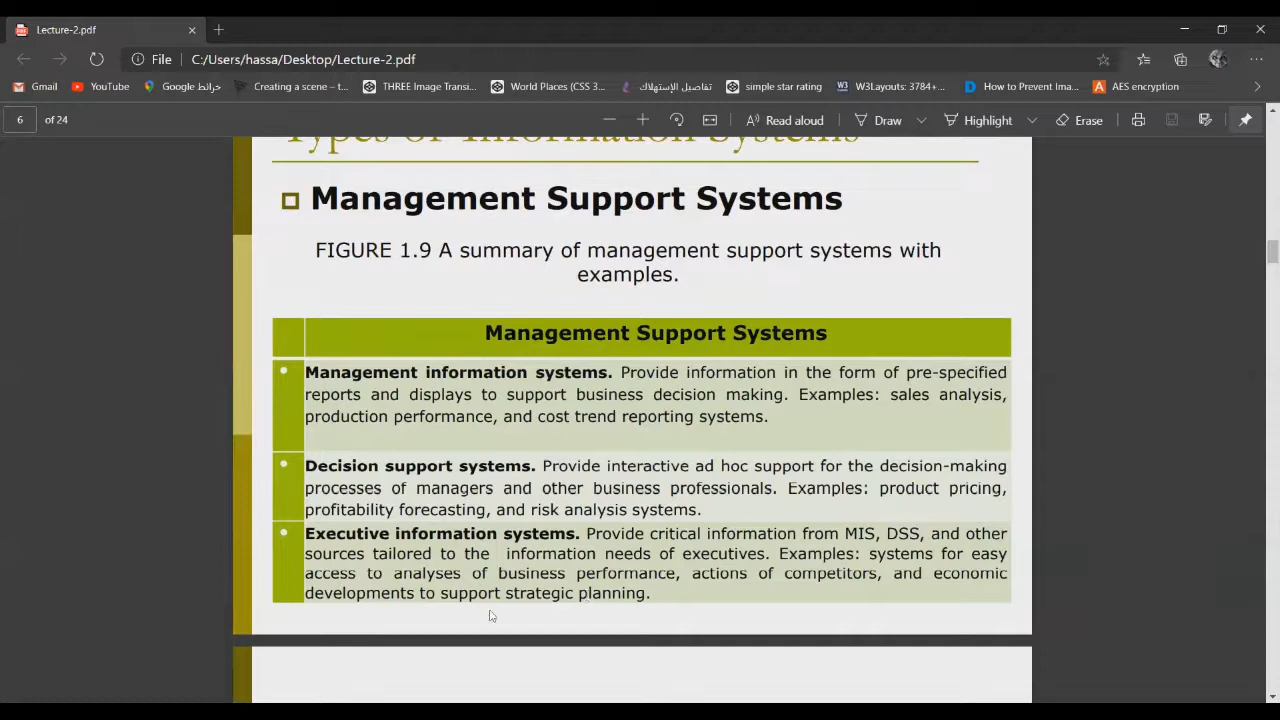 Lecture-2.pdf
File C:/Users/hassa/Desktop/Lecture-2.pdf
Gmail YouTube خرائط Google Creating a scene – t... THREE Image Transi... World Places (CSS 3... تفاصيل الإستهلاك simple star rating W3Layouts: 3784+... How to Prevent Ima... AES encryption
6 of 24 Read aloud Draw Highlight Erase
Types of Information Systems
Management Support Systems
FIGURE 1.9 A summary of management support systems with
examples.
Management Support Systems
Management information systems. Provide information in the form of pre-specified
reports and displays to support business decision making. Examples: sales analysis,
production performance, and cost trend reporting systems.
Decision support systems. Provide interactive ad hoc support for the decision-making
processes of managers and other business professionals. Examples: product pricing,
profitability forecasting, and risk analysis systems.
Executive information systems. Provide critical information from MIS, DSS, and other
sources tailored to the information needs of executives. Examples: systems for easy
access to analyses of business performance, actions of competitors, and economic
developments to support strategic planning.